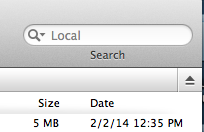 Local
Search
Size Date
5 MB 2/2/14 12:35 PM